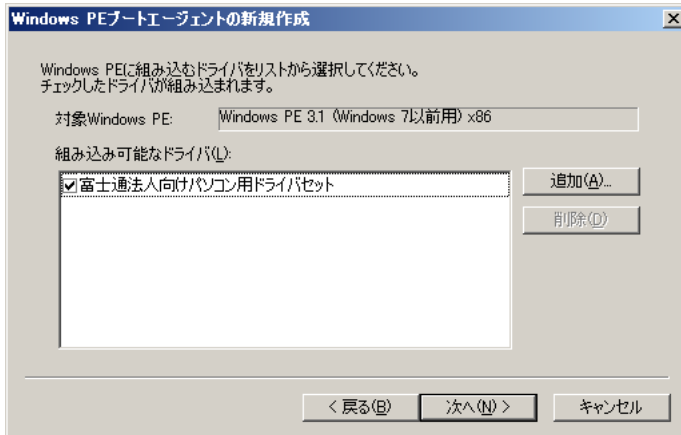 Windows PEブートエージェントの新規作成
Windows PEに組み込むドライバをリストから選択してください。
チェックしたドライバが組み込まれます。
対象Windows PE: Windows PE 3.1 (Windows 7以前用) x86
組み込み可能なドライバ(L):
富士通法人向けパソコン用ドライバセット
追加(A)...
削除(D)
< 戻る(B) 次へ(N) > キャンセル